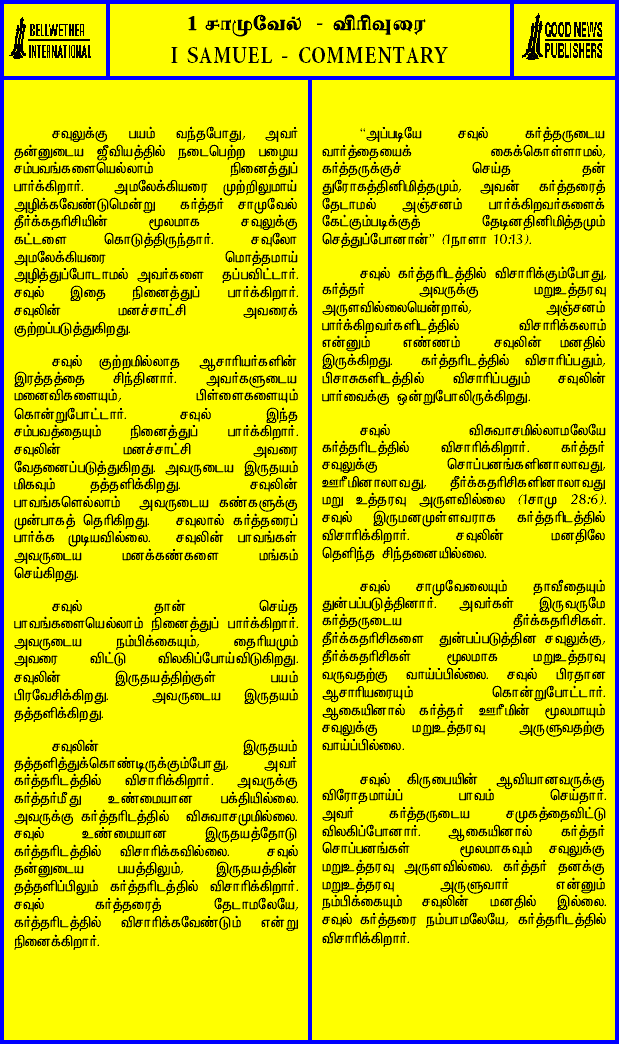 BELLWETHER
INTERNATIONAL
1 சாமுவேல் - விரிவுரை
I SAMUEL - COMMENTARY
GOOD NEWS
PUBLISHERS
சவுலுக்கு பயம் வந்தபோது, அவர்
தன்னுடைய ஜீவியத்தில் நடைபெற்ற பழைய
சம்பவங்களையெல்லாம் நினைத்துப்
பார்க்கிறார். அமலேக்கியரை முற்றிலுமாய்
அழிக்கவேண்டுமென்று கர்த்தர் சாமுவேல்
தீர்க்கதரிசியின் மூலமாக சவுலுக்கு
கட்டளை கொடுத்திருந்தார். சவுலோ
அமலேக்கியரை மொத்தமாய்
அழித்துப்போடாமல் அவர்களை தப்பவிட்டார்.
சவுல் இதை நினைத்துப் பார்க்கிறார்.
சவுலின் மனச்சாட்சி அவரைக்
குற்றப்படுத்துகிறது.
சவுல் குற்றமில்லாத ஆசாரியர்களின்
இரத்தத்தை சிந்தினார். அவர்களுடைய
மனைவிகளையும், பிள்ளைகளையும்
கொன்றுபோட்டார். சவுல் இந்த
சம்பவத்தையும் நினைத்துப் பார்க்கிறார்.
சவுலின் மனச்சாட்சி அவரை
வேதனைப்படுத்துகிறது. அவருடைய இருதயம்
மிகவும் தத்தளிக்கிறது. சவுலின்
பாவங்களெல்லாம் அவருடைய கண்களுக்கு
முன்பாகத் தெரிகிறது. சவுலால் கர்த்தரைப்
பார்க்க முடியவில்லை. சவுலின் பாவங்கள்
அவருடைய மனக்கண்களை மங்கம்
செய்கிறது.
சவுல் தான் செய்த
பாவங்களையெல்லாம் நினைத்துப் பார்க்கிறார்.
அவருடைய நம்பிக்கையும், தைரியமும்
அவரை விட்டு விலகிப்போய்விடுகிறது.
சவுலின் இருதயத்திற்குள் பயம்
பிரவேசிக்கிறது. அவருடைய இருதயம்
தத்தளிக்கிறது.
சவுலின் இருதயம்
தத்தளித்துக்கொண்டிருக்கும்போது, அவர்
கர்த்தரிடத்தில் விசாரிக்கிறார். அவருக்கு
கர்த்தர்மீது உண்மையான பக்தியில்லை.
அவருக்கு கர்த்தரிடத்தில் விசுவாசமுமில்லை.
சவுல் உண்மையான இருதயத்தோடு
கர்த்தரிடத்தில் விசாரிக்கவில்லை. சவுல்
தன்னுடைய பயத்திலும், இருதயத்தின்
தத்தளிப்பிலும் கர்த்தரிடத்தில் விசாரிக்கிறார்.
சவுல் கர்த்தரைத் தேடாமலேயே,
கர்த்தரிடத்தில் விசாரிக்கவேண்டும் என்று
நினைக்கிறார்.
“அப்படியே சவுல் கர்த்தருடைய
வார்த்தையைக் கைக்கொள்ளாமல்,
கர்த்தருக்குச் செய்த தன்
துரோகத்தினிமித்தமும், அவன் கர்த்தரைத்
தேடாமல் அஞ்சனம் பார்க்கிறவர்களைக்
கேட்கும்படிக்குத் தேடினதினிமித்தமும்
செத்துப்போனான்” (1நாளா 10:13).
சவுல் கர்த்தரிடத்தில் விசாரிக்கும்போது,
கர்த்தர் அவருக்கு மறுஉத்தரவு
அருளவில்லையென்றால், அஞ்சனம்
பார்க்கிறவர்களிடத்தில் விசாரிக்கலாம்
என்னும் எண்ணம் சவுலின் மனதில்
இருக்கிறது. கர்த்தரிடத்தில் விசாரிப்பதும்,
பிசாசுகளிடத்தில் விசாரிப்பதும் சவுலின்
பார்வைக்கு ஒன்றுபோலிருக்கிறது.
சவுல் விசுவாசமில்லாமலேயே
கர்த்தரிடத்தில் விசாரிக்கிறார். கர்த்தர்
சவுலுக்கு சொப்பனங்களினாலாவது,
ஊரீமினாலாவது, தீர்க்கதரிசிகளினாலாவது
மறு உத்தரவு அருளவில்லை (1சாமு 28:6).
சவுல் இருமனமுள்ளவராக கர்த்தரிடத்தில்
விசாரிக்கிறார். சவுலின் மனதிலே
தெளிந்த சிந்தனையில்லை.
சவுல் சாமுவேலையும் தாவீதையும்
துன்பப்படுத்தினார். அவர்கள் இருவருமே
கர்த்தருடைய தீர்க்கதரிசிகள்.
தீர்க்கதரிசிகளை துன்பப்படுத்தின சவுலுக்கு,
தீர்க்கதரிசிகள் மூலமாக மறுஉத்தரவு
வருவதற்கு வாய்ப்பில்லை. சவுல் பிரதான
ஆசாரியரையும் கொன்றுபோட்டார்.
ஆகையினால் கர்த்தர் ஊரீமின் மூலமாயும்
சவுலுக்கு மறுஉத்தரவு அருளுவதற்கு
வாய்ப்பில்லை.
சவுல் கிருபையின் ஆவியானவருக்கு
விரோதமாய்ப் பாவம் செய்தார்.
அவர் கர்த்தருடைய சமுகத்தைவிட்டு
விலகிப்போனார். ஆகையினால் கர்த்தர்
சொப்பனங்கள் மூலமாகவும் சவுலுக்கு
மறுஉத்தரவு அருளவில்லை. கர்த்தர் தனக்கு
மறுஉத்தரவு அருளுவார் என்னும்
நம்பிக்கையும் சவுலின் மனதில் இல்லை.
சவுல் கர்த்தரை நம்பாமலேயே, கர்த்தரிடத்தில்
விசாரிக்கிறார்.